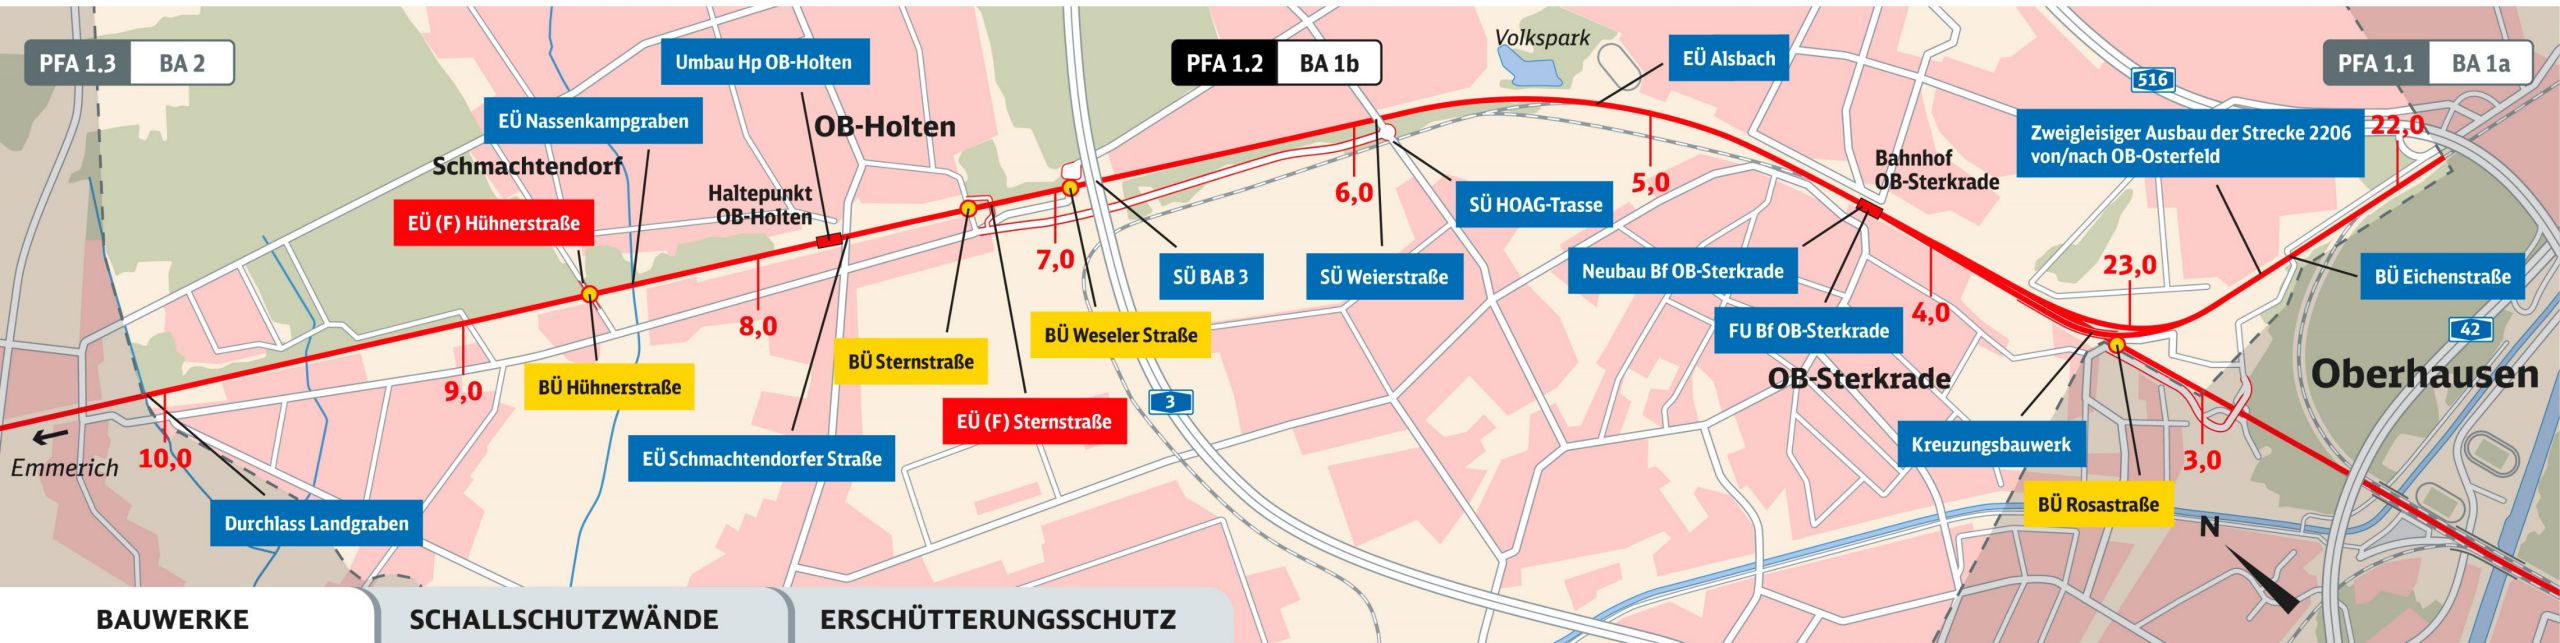 PFA 1.3 BA 2
Umbau Hp OB-Holten
PFA 1.2 BA 1b
Volkspark
EÜ Alsbach
516
PFA 1.1 BA 1a
EÜ Nassenkampgraben
OB-Holten
Zweigleisiger Ausbau der Strecke 2206
von/nach OB-Osterfeld
22,0
Schmachtendorf
Bahnhof
OB-Sterkrade
Haltepunkt
OB-Holten
6,0
5,0
EÜ (F) Hühnerstraße
SÜ HOAG-Trasse
7,0
SÜ BAB 3
SÜ Weierstraße
Neubau Bf OB-Sterkrade
23,0
BÜ Eichenstraße
8,0
BÜ Weseler Straße
4,0
FU Bf OB-Sterkrade
42
BÜ Sternstraße
9,0
BÜ Hühnerstraße
OB-Sterkrade
Oberhausen
3
EÜ (F) Sternstraße
Emmerich
10,0
EÜ Schmachtendorfer Straße
Kreuzungsbauwerk
3,0
Durchlass Landgraben
BÜ Rosastraße
N
BAUWERKE
SCHALLSCHUTZWÄNDE
ERSCHÜTTERUNGSSCHUTZ